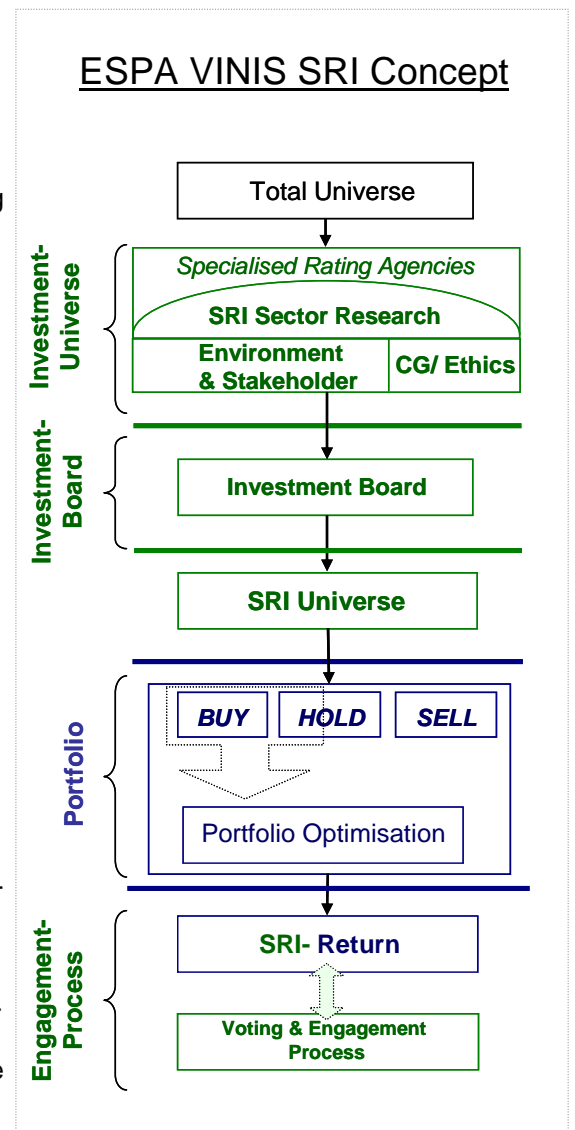 ESPA VINIS SRI Concept
Total Universe
g
Investment-
Universe
Specialised Rating Agencies
SRI Sector Research
Environment
& Stakeholder
CG/ Ethics
Investment-
Board
Investment Board
SRI Universe
Portfolio
BUY
HOLD
SELL
Portfolio Optimisation
Engagement-
Process
SRI- Return
Voting & Engagement
Process
e